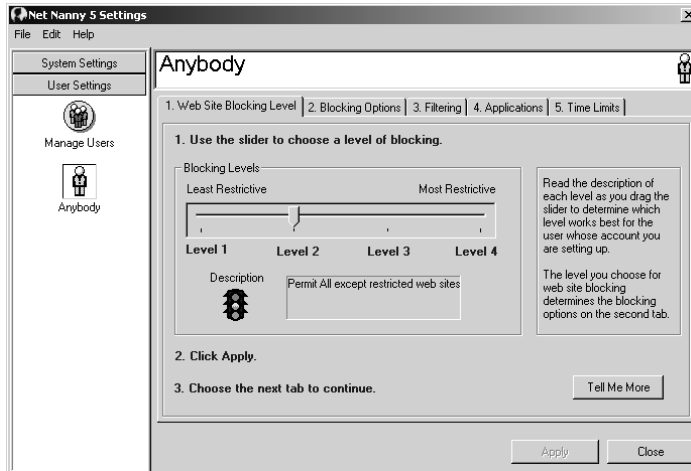 Net Nanny 5 Settings
File Edit Help
System Settings
User Settings
Manage Users
Anybody
Anybody
1. Web Site Blocking Level 2. Blocking Options 3. Filtering 4. Applications 5. Time Limits
1. Use the slider to choose a level of blocking.
Blocking Levels
Least Restrictive Most Restrictive
Level 1 Level 2 Level 3 Level 4
Description
Permit All except restricted web sites
Read the description of
each level as you drag the
slider to determine which
level works best for the
user whose account you
are setting up.
The level you choose for
web site blocking
determines the blocking
options on the second tab.
2. Click Apply.
3. Choose the next tab to continue.
Tell Me More
Apply Close